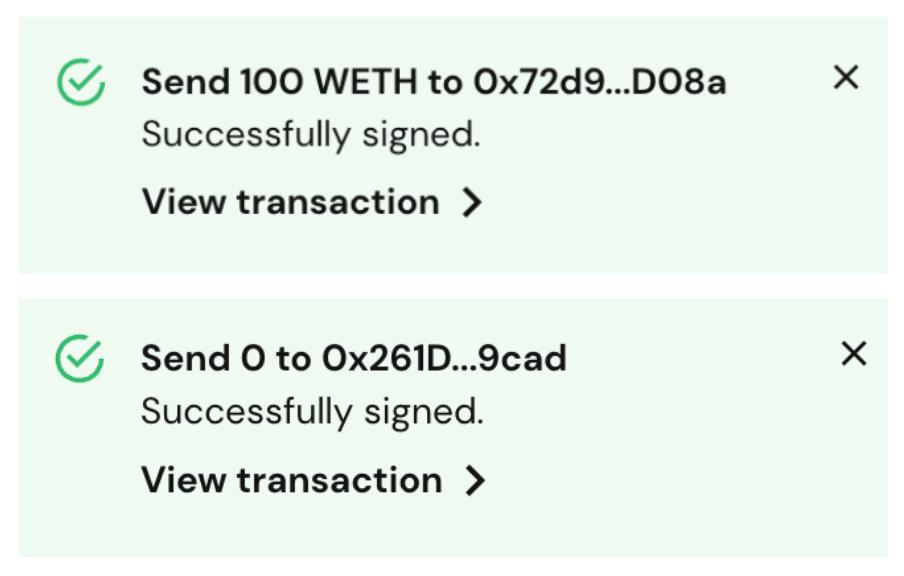 Send 100 WETH to 0x72d9...D08a
Successfully signed.
View transaction
Send 0 to 0x261D...9cad
Successfully signed.
View transaction